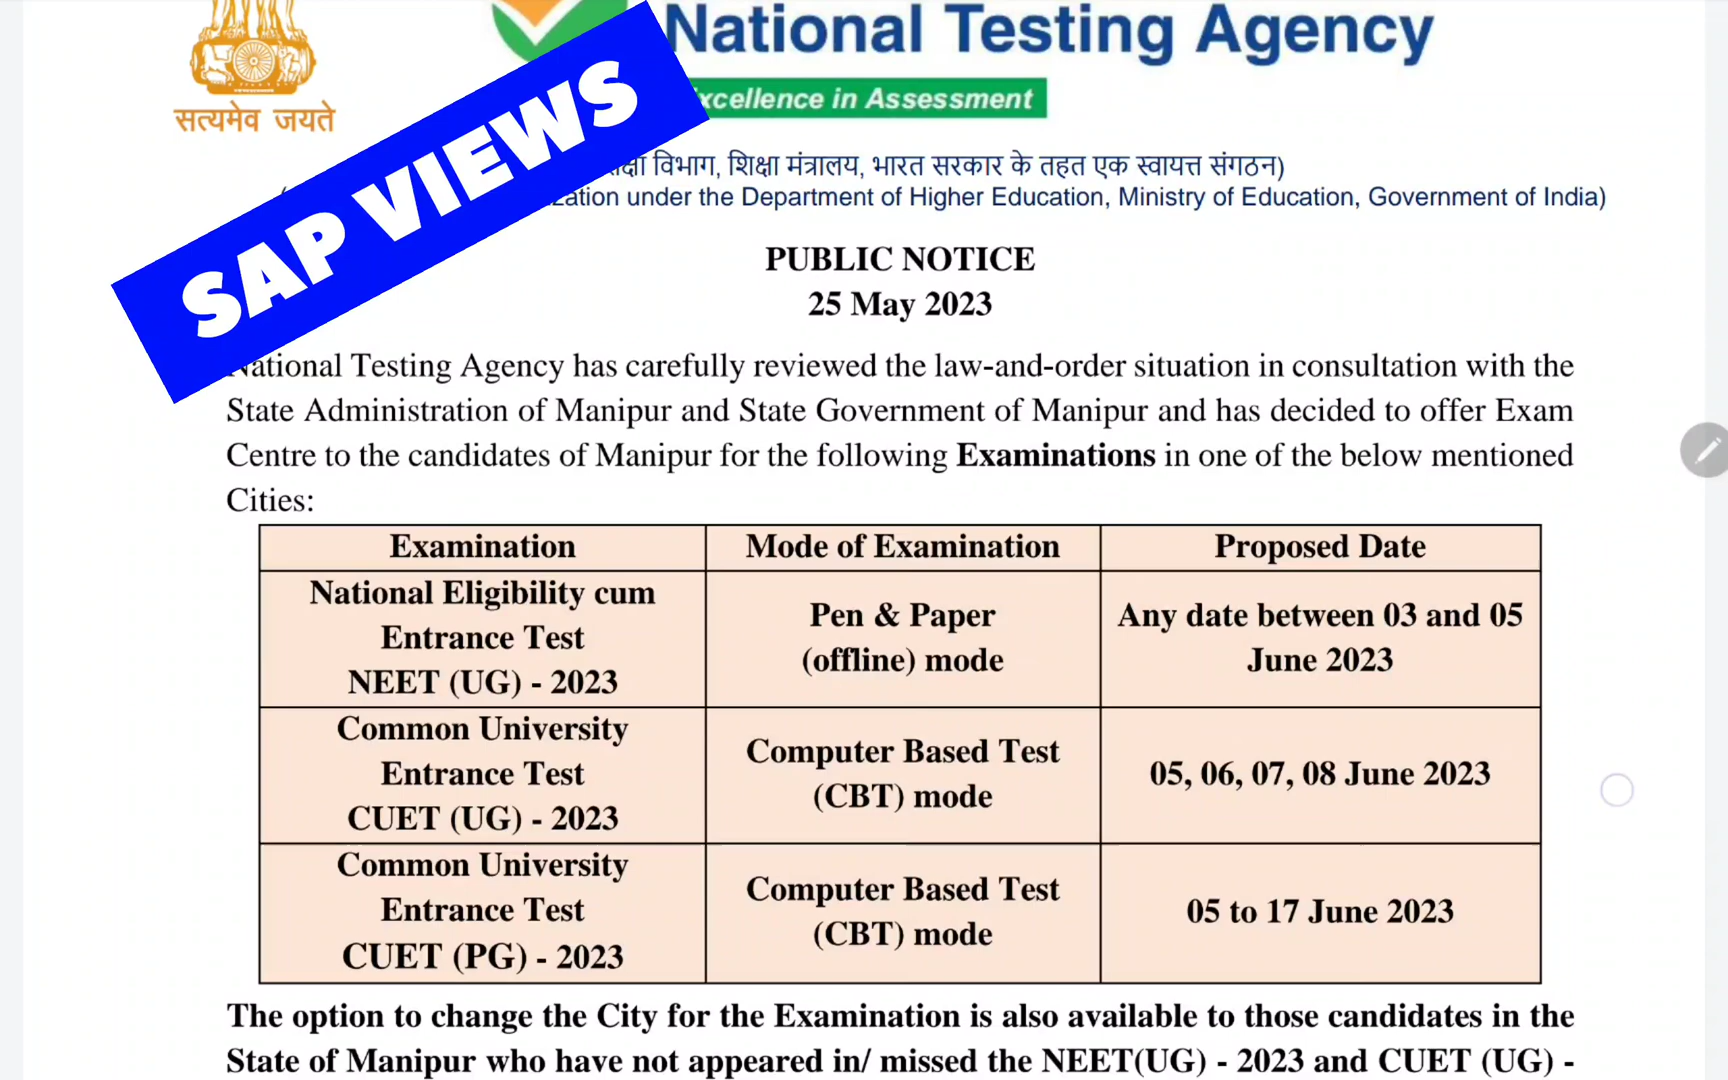 सत्यमेव जयते
National Testing Agency
Excellence in Assessment
SAP VIEWS
विभाग, शिक्षा मंत्रालय, भारत सरकार के तहत एक स्वायत्त संगठन)
under the Department of Higher Education, Ministry of Education, Government of India)
PUBLIC NOTICE
25 May 2023
National Testing Agency has carefully reviewed the law-and-order situation in consultation with the
State Administration of Manipur and State Government of Manipur and has decided to offer Exam
Centre to the candidates of Manipur for the following Examinations in one of the below mentioned
Cities:
Examination Mode of Examination Proposed Date
National Eligibility cum
Entrance Test
NEET (UG) - 2023
Pen & Paper
(offline) mode
Any date between 03 and 05
June 2023
Common University
Entrance Test
CUET (UG) - 2023
Computer Based Test
(CBT) mode
05, 06, 07, 08 June 2023
Common University
Entrance Test
CUET (PG) - 2023
Computer Based Test
(CBT) mode
05 to 17 June 2023
The option to change the City for the Examination is also available to those candidates in the
State of Manipur who have not appeared in/ missed the NEET(UG) - 2023 and CUET (UG) -